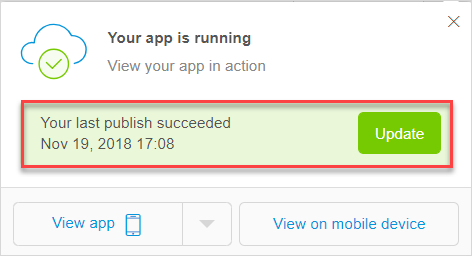 Your app is running
View your app in action
Your last publish succeeded
Nov 19, 2018 17:08
Update
View app
View on mobile device